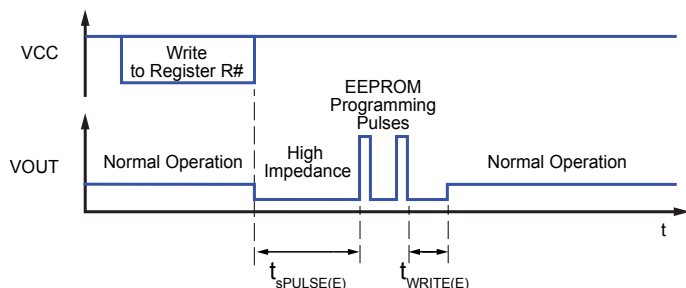 VCC
Write
to Register R#
EEPROM
Programming
Pulses
VOUT
Normal Operation
High
Impedance
Normal Operation
t
tsPULSE(E)
tWRITE(E)